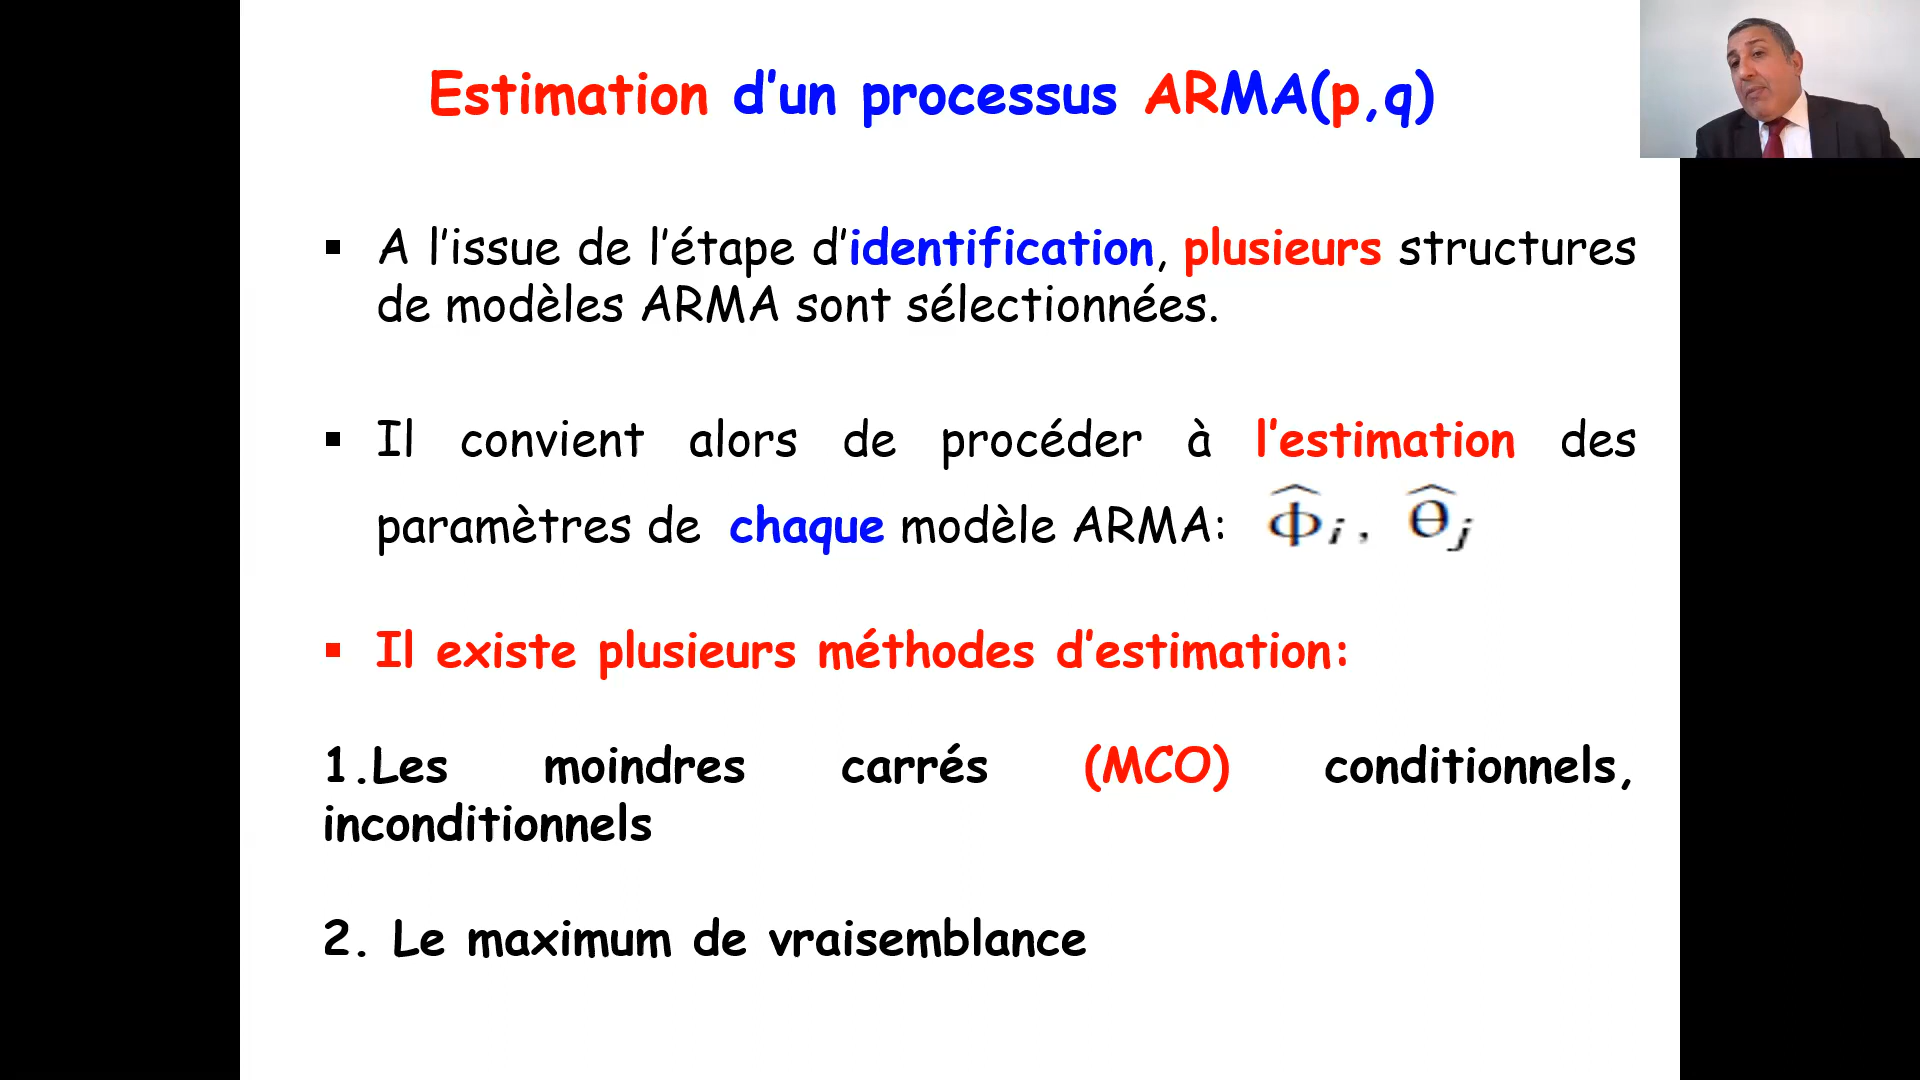 Estimation d'un processus ARMA(p,q)
▪ A l'issue de l'étape d'identification, plusieurs structures
de modèles ARMA sont sélectionnées.
▪ Il convient alors de procéder à l'estimation des
paramètres de chaque modèle ARMA: Φ̂i, Θ̂j
▪ Il existe plusieurs méthodes d'estimation:
1.Les moindres carrés (MCO) conditionnels,
inconditionnels
2. Le maximum de vraisemblance